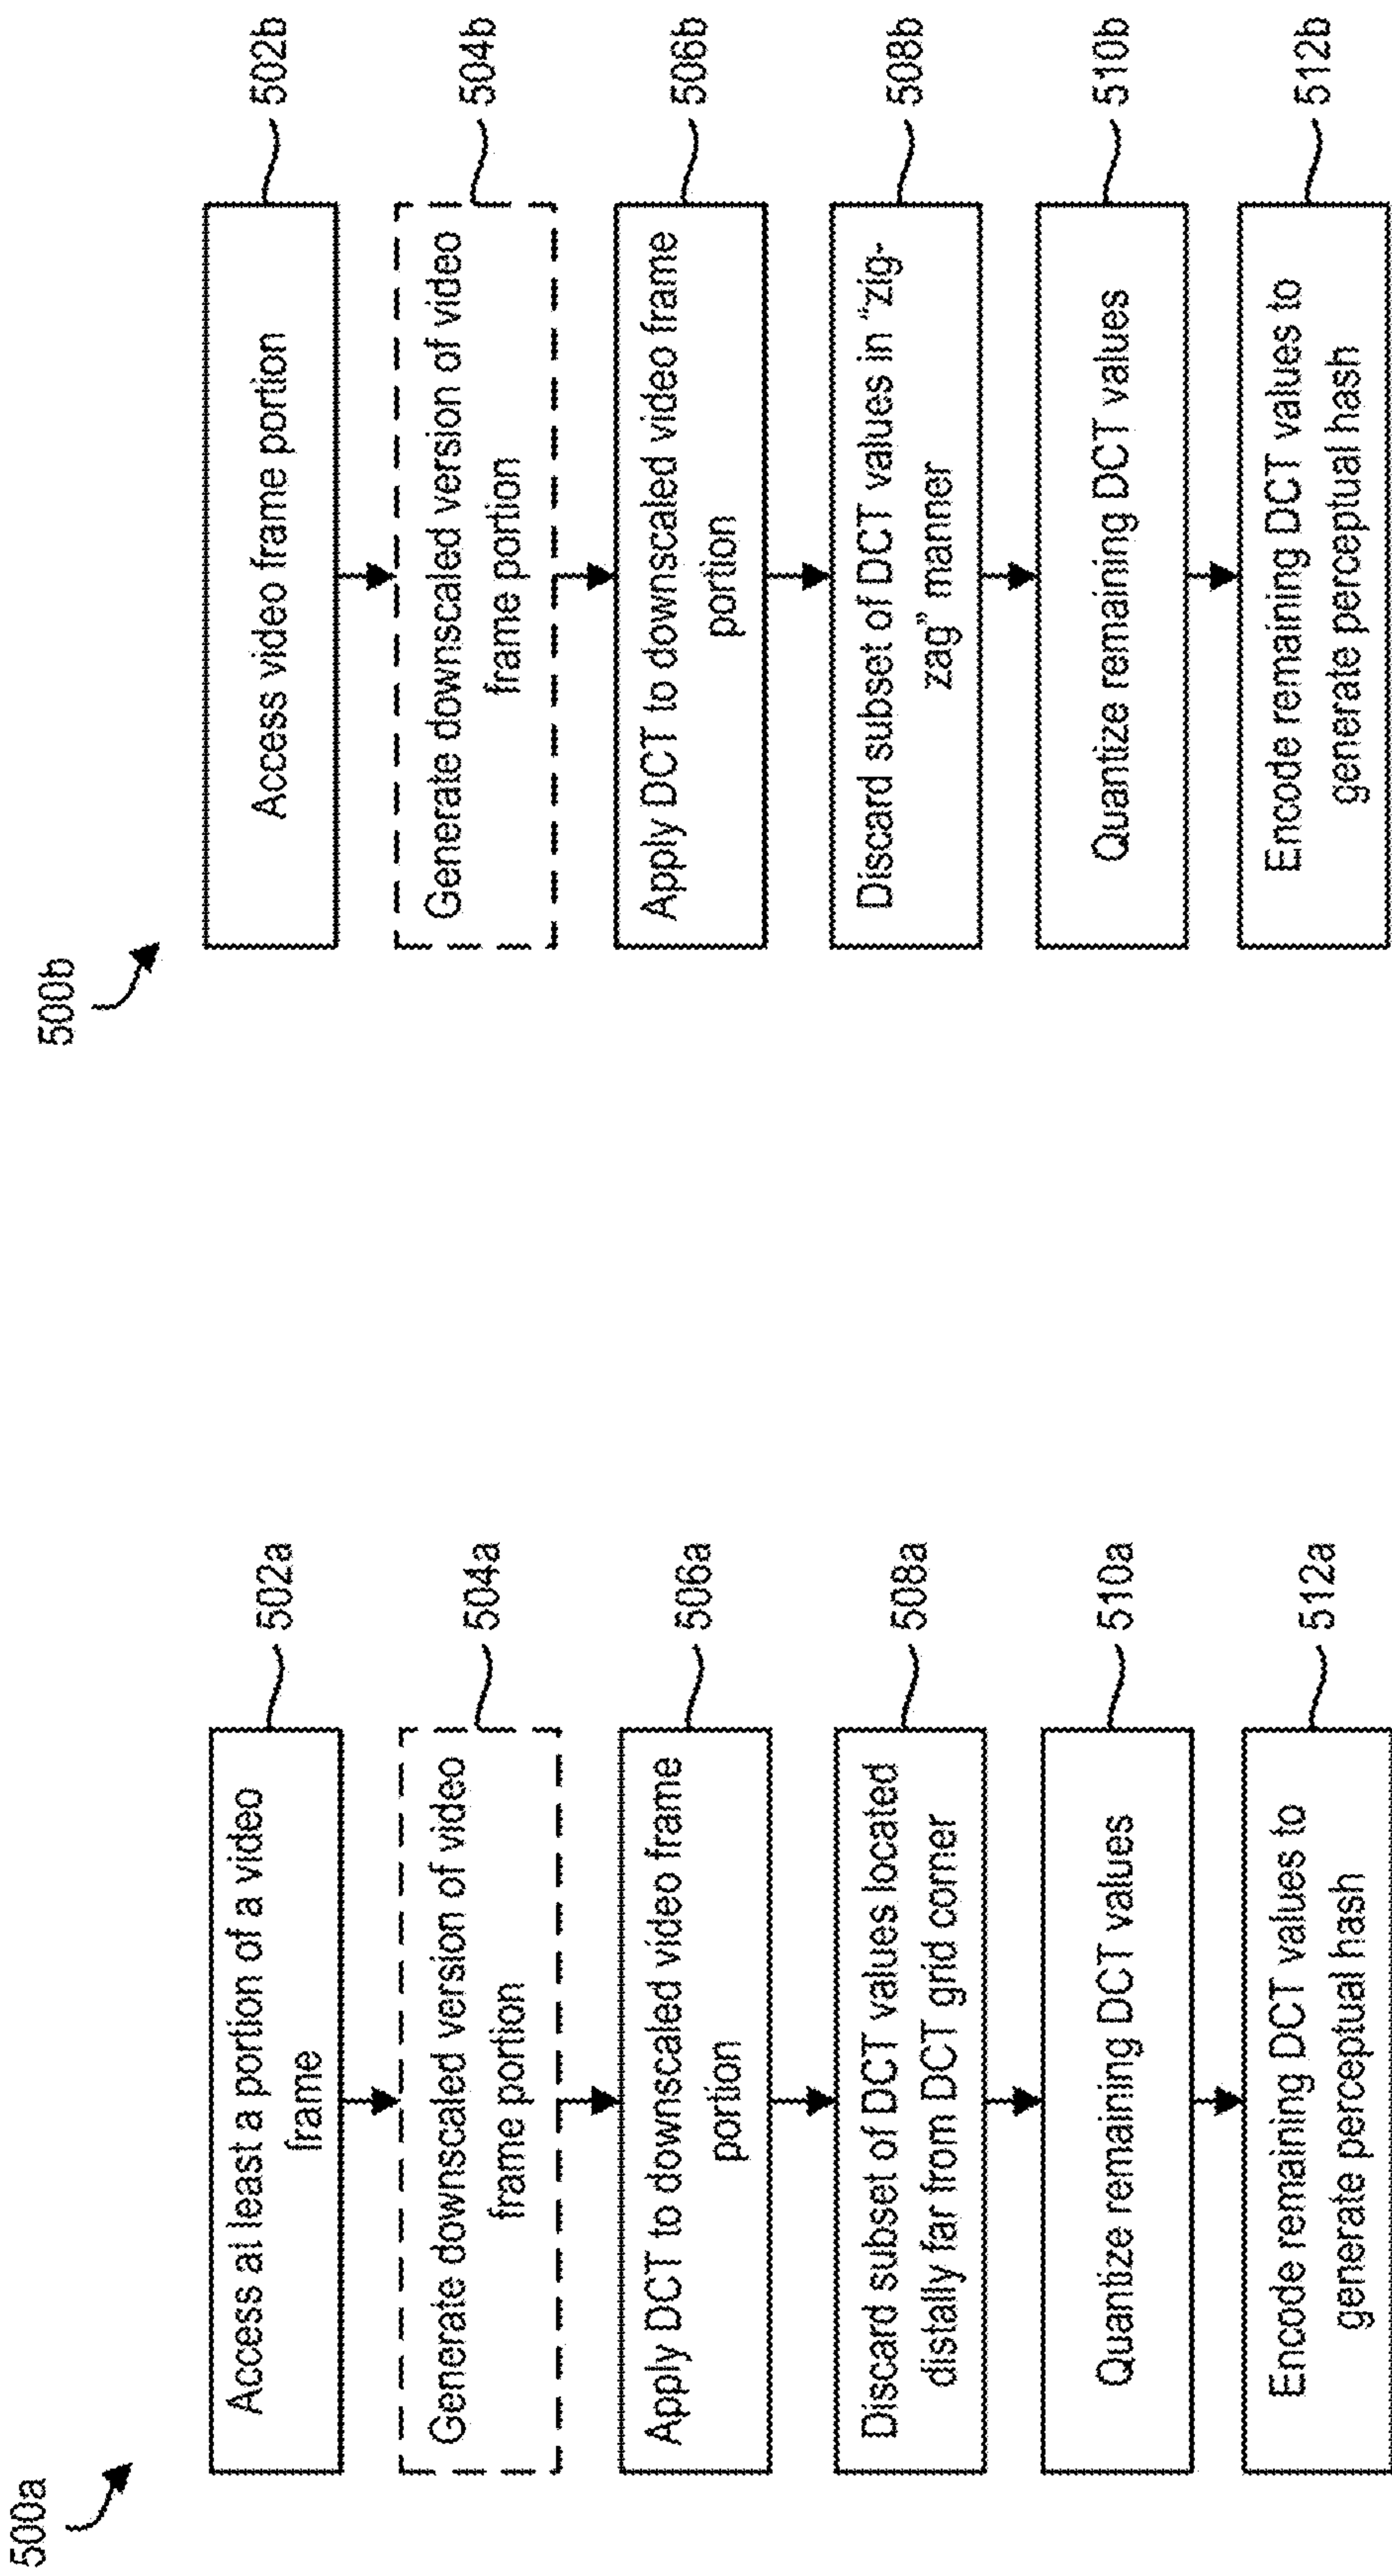 500a
Access at least a portion of a video
frame
502a
Generate downscaled version of video
frame portion
504a
Apply DCT to downscaled video frame
portion
506a
Discard subset of DCT values located
distally far from DCT grid corner
508a
Quantize remaining DCT values
510a
Encode remaining DCT values to
generate perceptual hash
512a
500b
Access video frame portion
502b
Generate downscaled version of video
frame portion
504b
Apply DCT to downscaled video frame
portion
506b
Discard subset of DCT values in "zig-
zag" manner
508b
Quantize remaining DCT values
510b
Encode remaining DCT values to
generate perceptual hash
512b